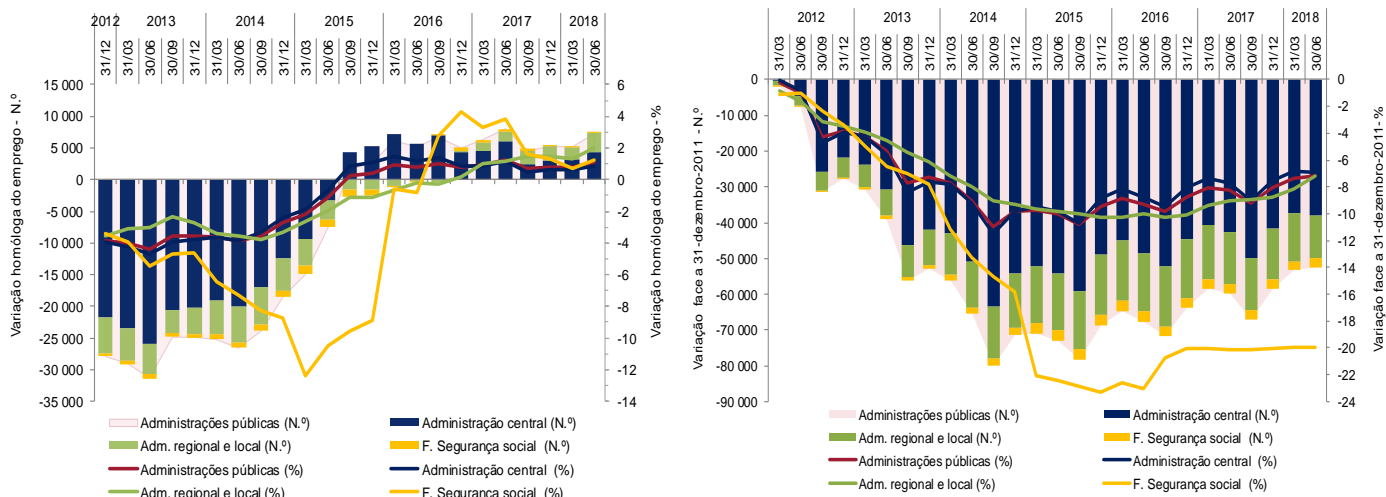 2012 2013 2014 2015 2016 2017 2018
31/12 31/03 30/06 30/09 31/12 31/03 30/06 30/09 31/12 31/03 30/06 30/09 31/12 31/03 30/06 30/09 31/12 31/03 30/06 30/09 31/12 31/03 30/06
Variação homóloga do emprego - N.º
15 000
10 000
5 000
0
-5 000
-10 000
-15 000
-20 000
-25 000
-30 000
-35 000
6
4
2
0
-2
-4
-6
-8
-10
-12
-14
Variação homóloga do emprego - %
Administrações públicas (N.º) Administração central (N.º)
Adm. regional e local (N.º) F. Segurança social (N.º)
Administrações públicas (%) Administração central (%)
Adm. regional e local (%) F. Segurança social (%)
2012 2013 2014 2015 2016 2017 2018
31/03 30/06 30/09 31/12 31/03 30/06 30/09 31/12 31/03 30/06 30/09 31/12 31/03 30/06 30/09 31/12 31/03 30/06 30/09 31/12 31/03 30/06 30/09 31/12 31/03 30/06
Variação face a 31-dezembro-2011 - N.º
0
-10 000
-20 000
-30 000
-40 000
-50 000
-60 000
-70 000
-80 000
-90 000
0
-2
-4
-6
-8
-10
-12
-14
-16
-18
-20
-22
-24
Variação face a 31-dezembro-2011- %
Administrações públicas (N.º) Administração central (N.º)
Adm. regional e local (N.º) F. Segurança social (N.º)
Administrações públicas (%) Administração central (%)
Adm. regional e local (%) F. Segurança social (%)